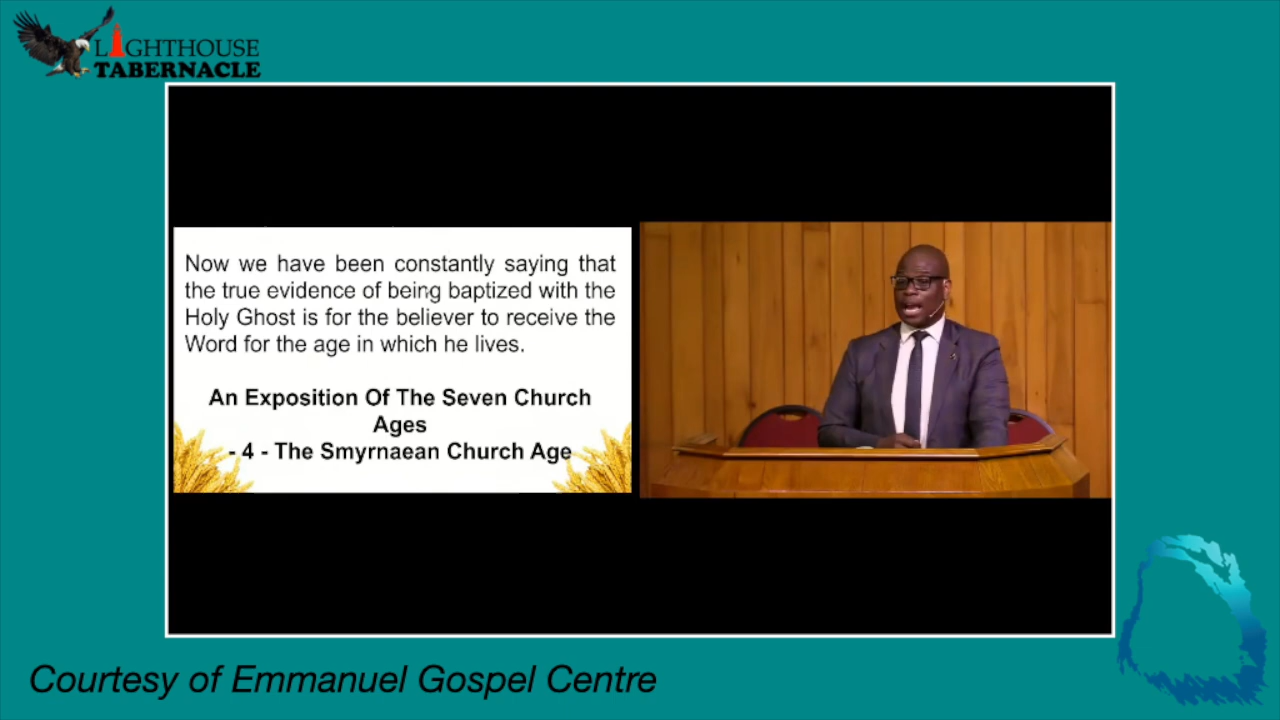 LIGHTHOUSE
TABERNACLE
Now we have been constantly saying that
the true evidence of being baptized with the
Holy Ghost is for the believer to receive the
Word for the age in which he lives.
An Exposition Of The Seven Church
Ages
- 4 - The Smyrnaean Church Age
Courtesy of Emmanuel Gospel Centre